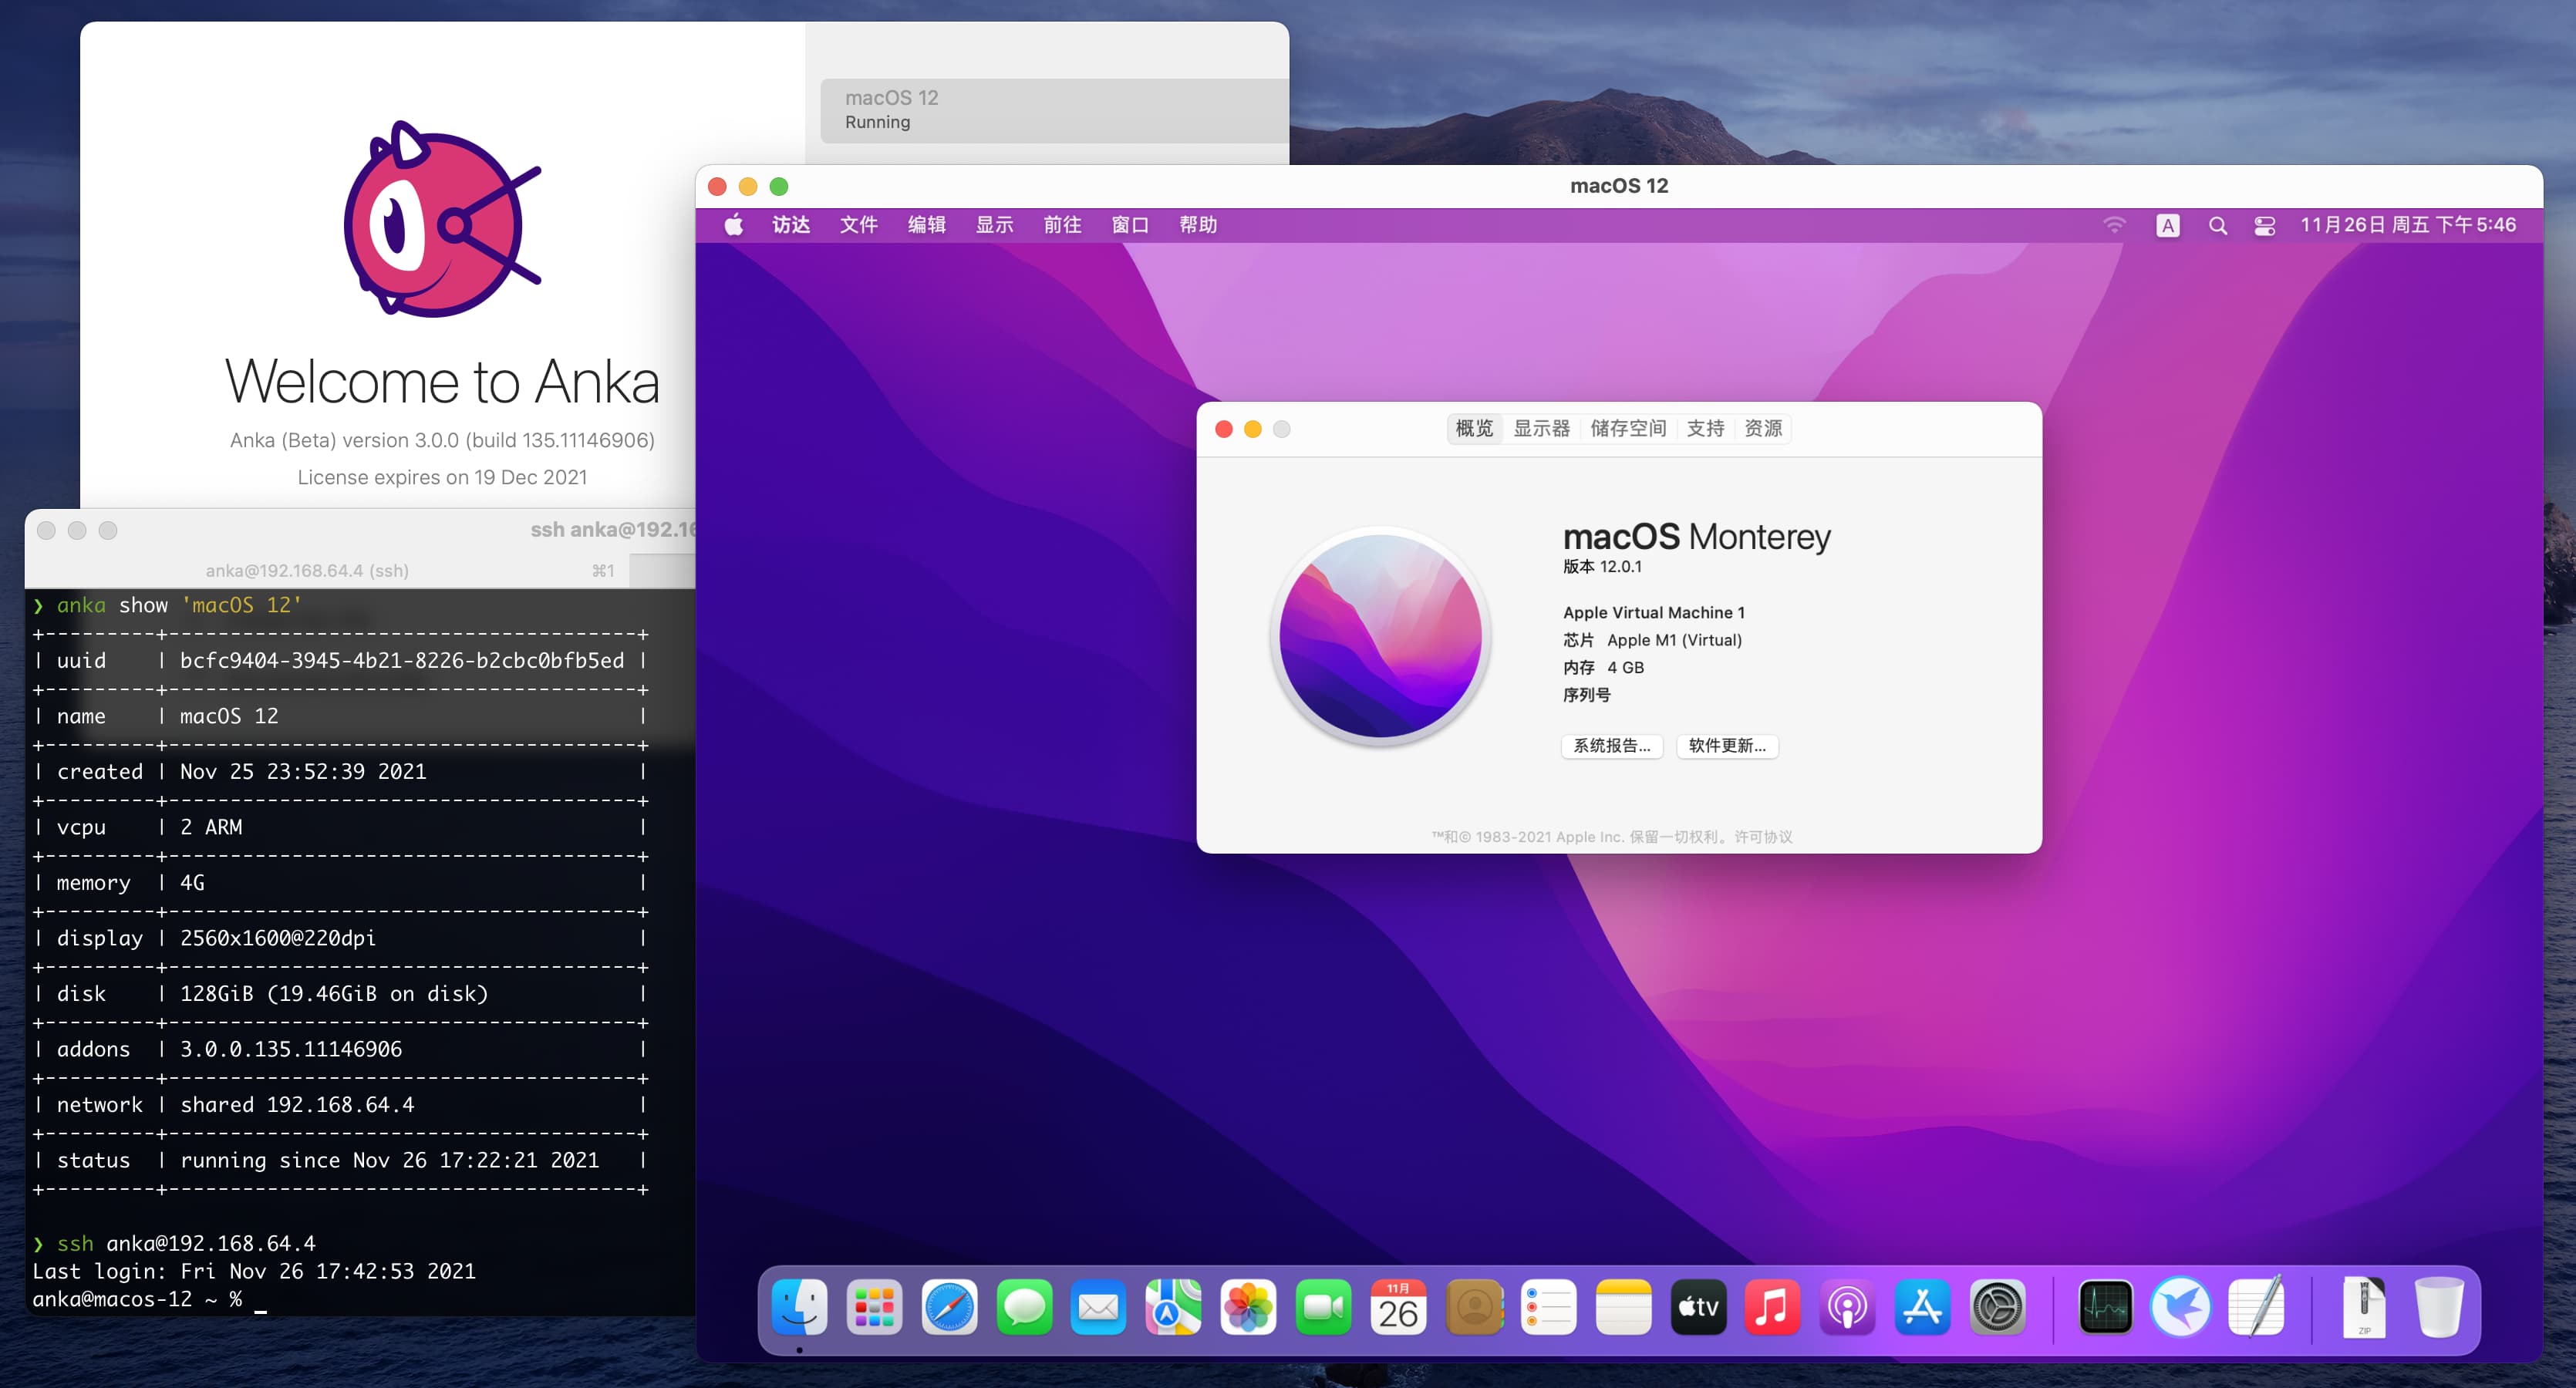 macOS 12
Running
Welcome to Anka
Anka (Beta) version 3.0.0 (build 135.11146906)
License expires on 19 Dec 2021
ssh anka@192.16
anka@192.168.64.4 (ssh) ⌘1
❯ anka show 'macOS 12'
+---------+--------------------------------------+
| uuid | bcfc9404-3945-4b21-8226-b2cbc0bfb5ed |
+---------+--------------------------------------+
| name | macOS 12 |
+---------+--------------------------------------+
| created | Nov 25 23:52:39 2021 |
+---------+--------------------------------------+
| vcpu | 2 ARM |
+---------+--------------------------------------+
| memory | 4G |
+---------+--------------------------------------+
| display | 2560x1600@220dpi |
+---------+--------------------------------------+
| disk | 128GiB (19.46GiB on disk) |
+---------+--------------------------------------+
| addons | 3.0.0.135.11146906 |
+---------+--------------------------------------+
| network | shared 192.168.64.4 |
+---------+--------------------------------------+
| status | running since Nov 26 17:22:21 2021 |
+---------+--------------------------------------+
❯ ssh anka@192.168.64.4
Last login: Fri Nov 26 17:42:53 2021
anka@macos-12 ~ %
macOS 12
访达 文件 编辑 显示 前往 窗口 帮助 A 11月26日 周五 下午5:46
概览 显示器 储存空间 支持 资源
macOS Monterey
版本 12.0.1
Apple Virtual Machine 1
芯片 Apple M1 (Virtual)
内存 4 GB
序列号
系统报告... 软件更新...
™和© 1983-2021 Apple Inc. 保留一切权利。许可协议
11月
26
tv
ZIP